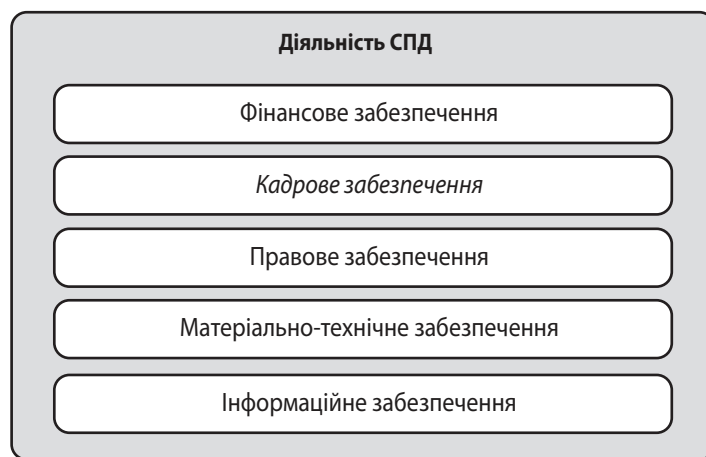 Діяльність СПД
Фінансове забезпечення
Кадрове забезпечення
Правове забезпечення
Матеріально-технічне забезпечення
Інформаційне забезпечення